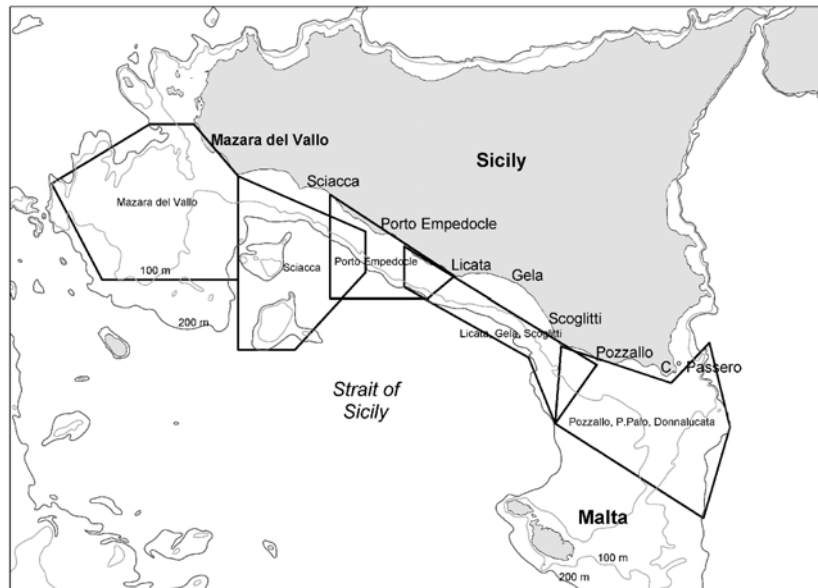 Mazara del Vallo
Sicily
Sciacca
Mazara del Vallo
Porto Empedocle
Porto Empedocle
Licata
Sciacca
100 m
Gela
Scoglitti
200 m
Licata, Gela, Scoglitti
Pozzallo
C. Passero
Strait of
Sicily
Pozzallo, P.Palo, Donnalucata
Malta
100 m
200 m